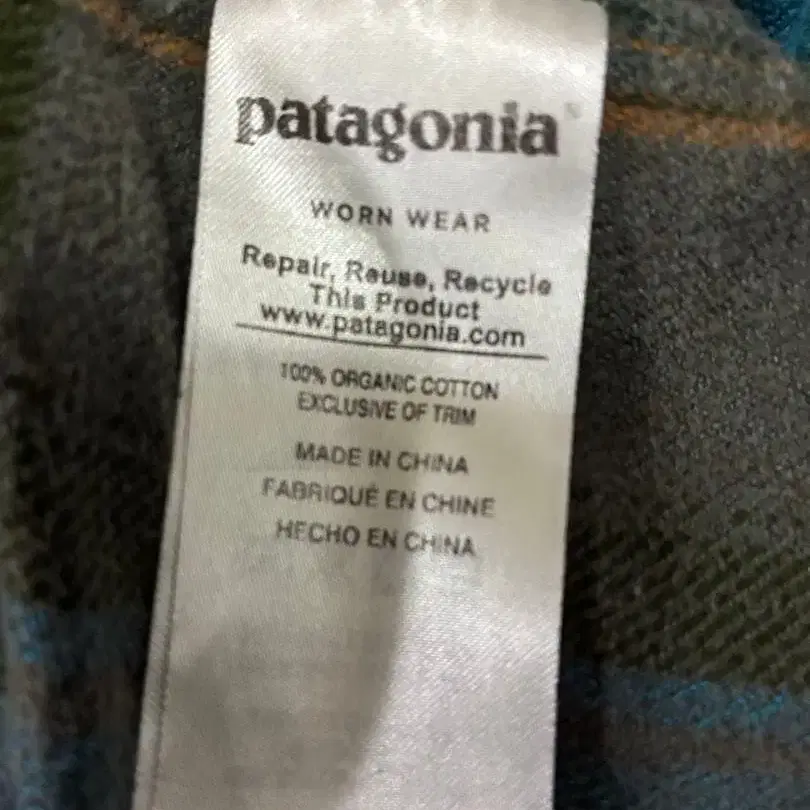 patagonia
WORN WEAR
Repair, Reuse, Recycle
This Product
www.patagonia.com
100% ORGANIC COTTON
EXCLUSIVE OF TRIM
MADE IN CHINA
FABRIQUÉ EN CHINE
HECHO EN CHINA